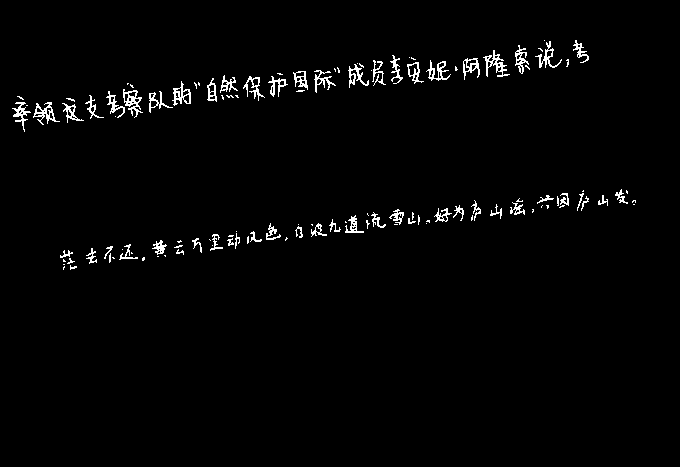 率领这支考察队的"自然保护国际"成员李安妮·阿隆索说,考
茫去不还。黄云万里动风色,白波九道流雪山。好为庐山谣,兴因庐山发。